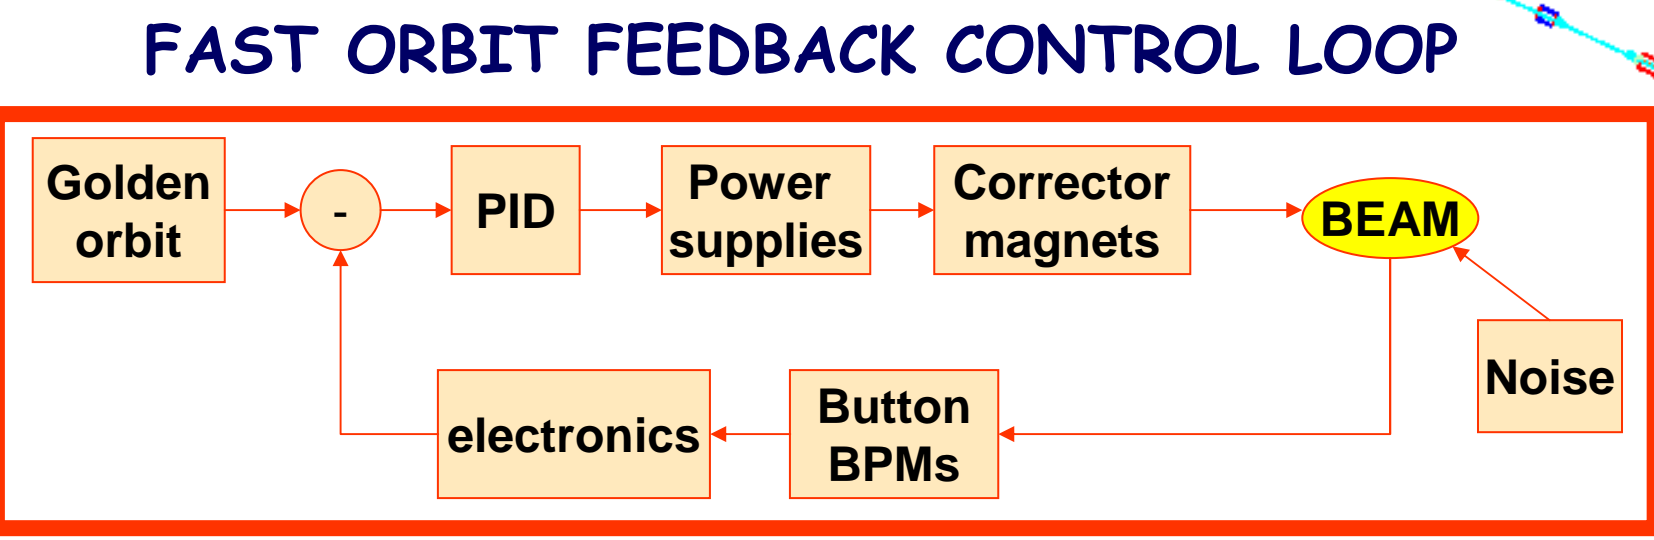 FAST ORBIT FEEDBACK CONTROL LOOP
Golden
orbit
-
PID
Power
supplies
Corrector
magnets
BEAM
Noise
electronics
Button
BPMs